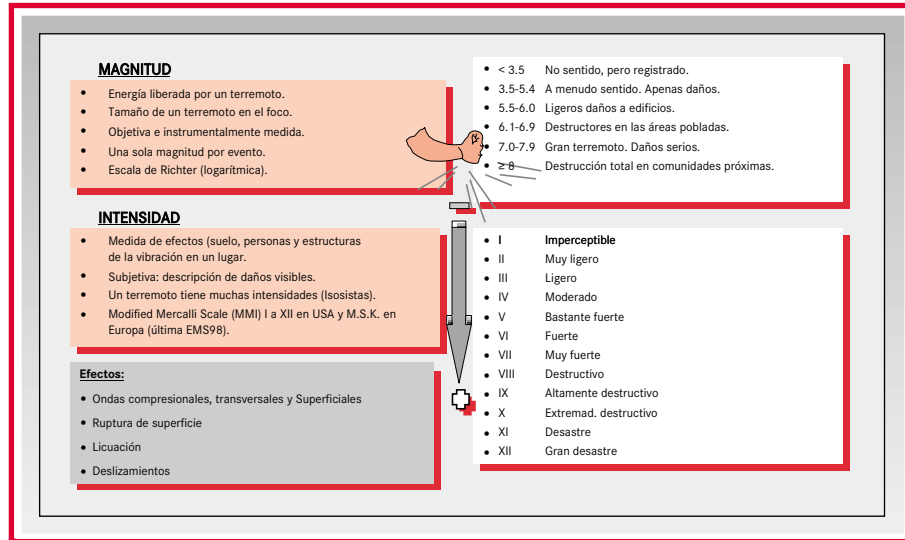 MAGNITUD
• Energía liberada por un terremoto.
• Tamaño de un terremoto en el foco.
• Objetiva e instrumentalmente medida.
• Una sola magnitud por evento.
• Escala de Richter (logarítmica).
• < 3.5 No sentido, pero registrado.
• 3.5-5.4 A menudo sentido. Apenas daños.
• 5.5-6.0 Ligeros daños a edificios.
• 6.1-6.9 Destructores en las áreas pobladas.
• 7.0-7.9 Gran terremoto. Daños serios.
• ≥ 8 Destrucción total en comunidades próximas.
INTENSIDAD
• Medida de efectos (suelo, personas y estructuras
de la vibración en un lugar.
• Subjetiva: descripción de daños visibles.
• Un terremoto tiene muchas intensidades (Isosistas).
• Modified Mercalli Scale (MMI) I a XII en USA y M.S.K. en
Europa (última EMS98).
• I Imperceptible
• II Muy ligero
• III Ligero
• IV Moderado
• V Bastante fuerte
• VI Fuerte
• VII Muy fuerte
• VIII Destructivo
• IX Altamente destructivo
• X Extremad. destructivo
• XI Desastre
• XII Gran desastre
Efectos:
• Ondas compresionales, transversales y Superficiales
• Ruptura de superficie
• Licuación
• Deslizamientos